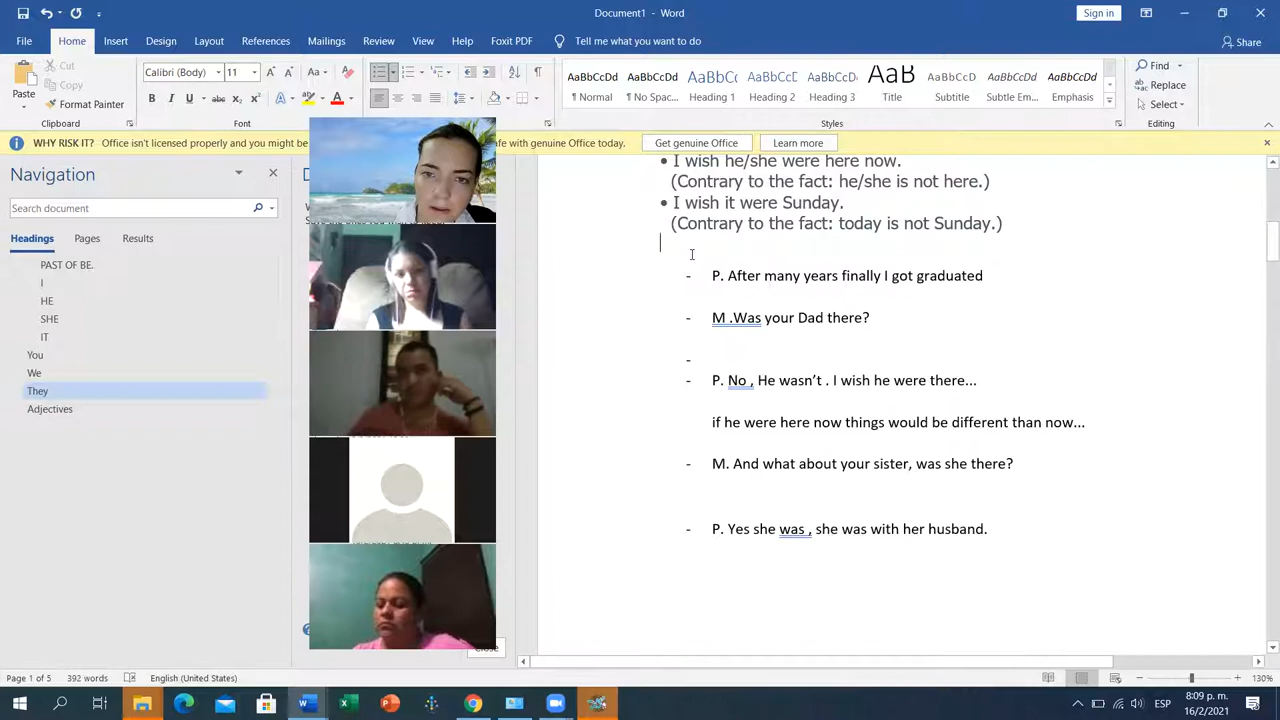 Document1 - Word
Sign in
File Home Insert Design Layout References Mailings Review View Help Foxit PDF Tell me what you want to do Share
Cut
Copy
Format Painter
Paste
Calibri (Body) 11
B I U abc X₂ X²
AaBbCcDd AaBbCcDd AaBbC AaBbCcD AaBbCcD AaB AaBbCcD AaBbCcDd AaBbCcDd
¶ Normal ¶ No Spac... Heading 1 Heading 2 Heading 3 Title Subtitle Subtle Em... Emphasis
Find
Replace
Select
Clipboard Font Styles Editing
WHY RISK IT? Office isn't licensed properly and you might be
fe with genuine Office today. Get genuine Office Learn more
Navigation
Search document
Headings Pages Results
PAST OF BE.
I
HE
SHE
IT
You
We
They
Adjectives
Close
• I wish he/she were here now.
(Contrary to the fact: he/she is not here.)
• I wish it were Sunday.
(Contrary to the fact: today is not Sunday.)
- P. After many years finally I got graduated
- M .Was your Dad there?
-
- P. No , He wasn't . I wish he were there...
if he were here now things would be different than now...
- M. And what about your sister, was she there?
- P. Yes she was , she was with her husband.
Page 1 of 5 392 words English (United States) 130%
ESP 8:09 p. m.
16/2/2021